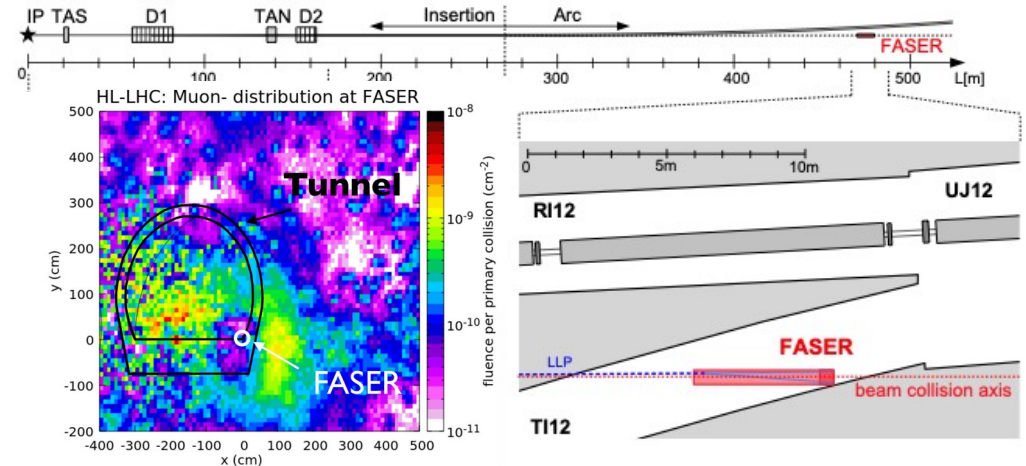 IP TAS D1 TAN D2 Insertion Arc
FASER
0 100 200 300 400 500 L[m]
HL-LHC: Muon- distribution at FASER
500
400
300
200
100
0
-100
-200
-400 -300 -200 -100 0 100 200 300 400 500
x (cm)
y (cm)
Tunnel
FASER
10-8
10-9
10-10
10-11
fluence per primary collision (cm-2)
0 5m 10m
RI12
UJ12
FASER
LLP
beam collision axis
TI12